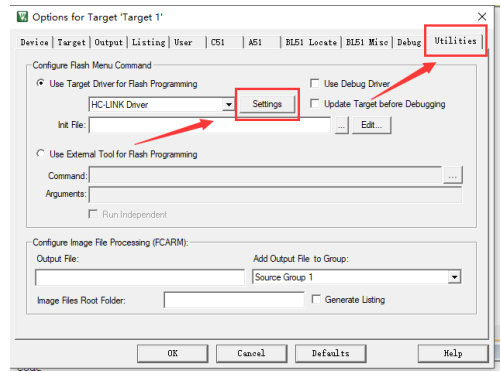 Options for Target 'Target 1'
Device Target Output Listing User C51 A51 BL51 Locate BL51 Misc Debug Utilities
Configure Flash Menu Command
Use Target Driver for Flash Programming
Use Debug Driver
HC-LINK Driver
Settings
Update Target before Debugging
Init File:
...
Edit...
Use External Tool for Flash Programming
Command:
...
Arguments:
Run Independent
Configure Image File Processing (FCARM):
Output File:
Add Output File to Group:
Source Group 1
Image Files Root Folder:
Generate Listing
OK
Cancel
Defaults
Help